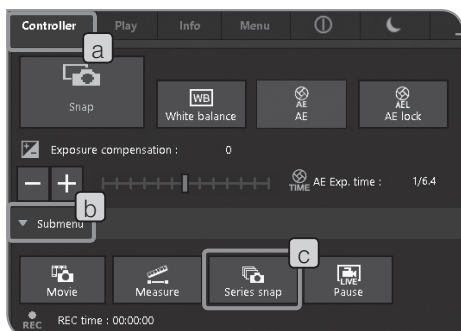 Controller Play Info Menu
a
Snap
WB
White balance
AE
AE
AEL
AE lock
Exposure compensation : 0
TIME AE Exp. time : 1/6.4
b
Submenu
c
Movie
Measure
Series snap
LIVE
Pause
REC REC time : 00:00:00